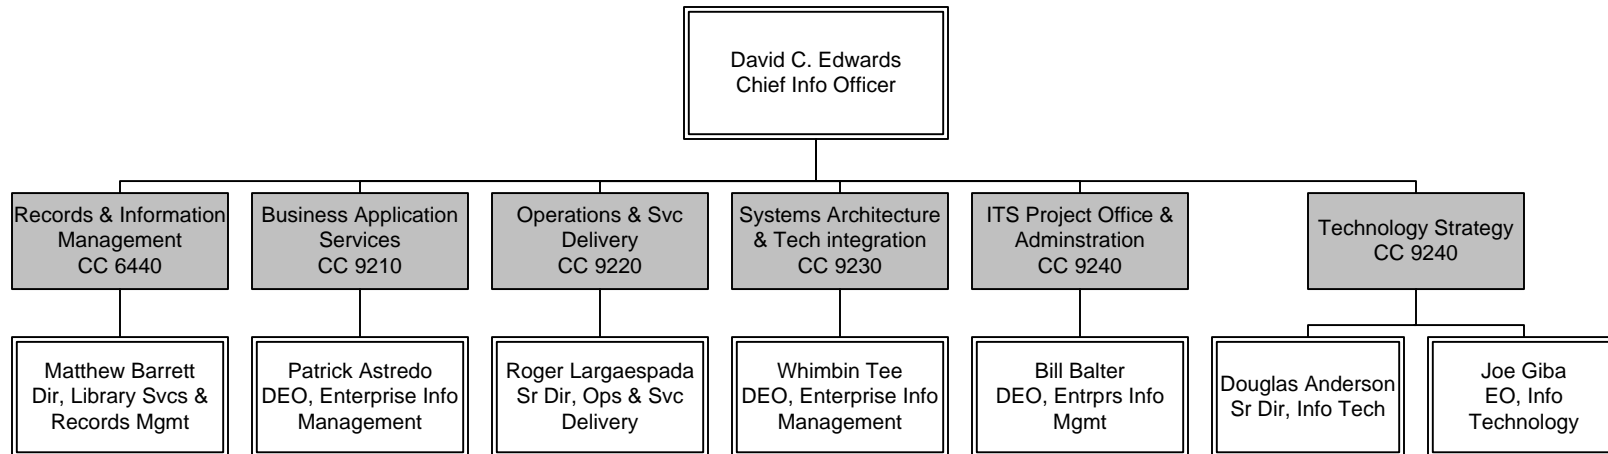 David C. Edwards
Chief Info Officer
Records & Information
Management
CC 6440
Business Application
Services
CC 9210
Operations & Svc
Delivery
CC 9220
Systems Architecture
& Tech integration
CC 9230
ITS Project Office &
Adminstration
CC 9240
Technology Strategy
CC 9240
Matthew Barrett
Dir, Library Svcs &
Records Mgmt
Patrick Astredo
DEO, Enterprise Info
Management
Roger Largaespada
Sr Dir, Ops & Svc
Delivery
Whimbin Tee
DEO, Enterprise Info
Management
Bill Balter
DEO, Entrprs Info
Mgmt
Douglas Anderson
Sr Dir, Info Tech
Joe Giba
EO, Info
Technology